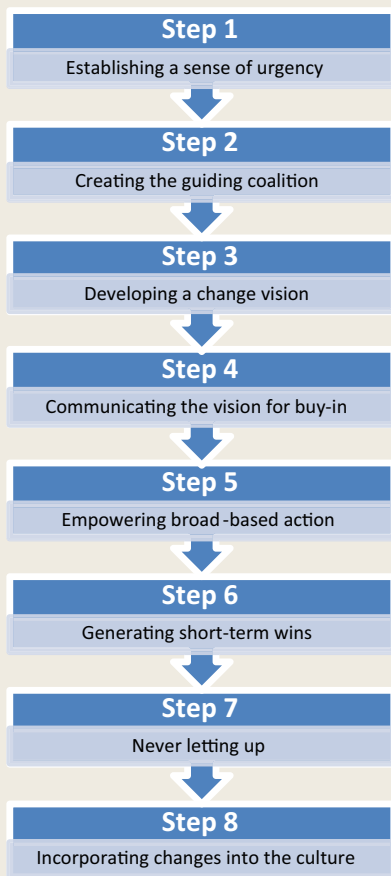 Step 1
Establishing a sense of urgency
Step 2
Creating the guiding coalition
Step 3
Developing a change vision
Step 4
Communicating the vision for buy-in
Step 5
Empowering broad-based action
Step 6
Generating short-term wins
Step 7
Never letting up
Step 8
Incorporating changes into the culture